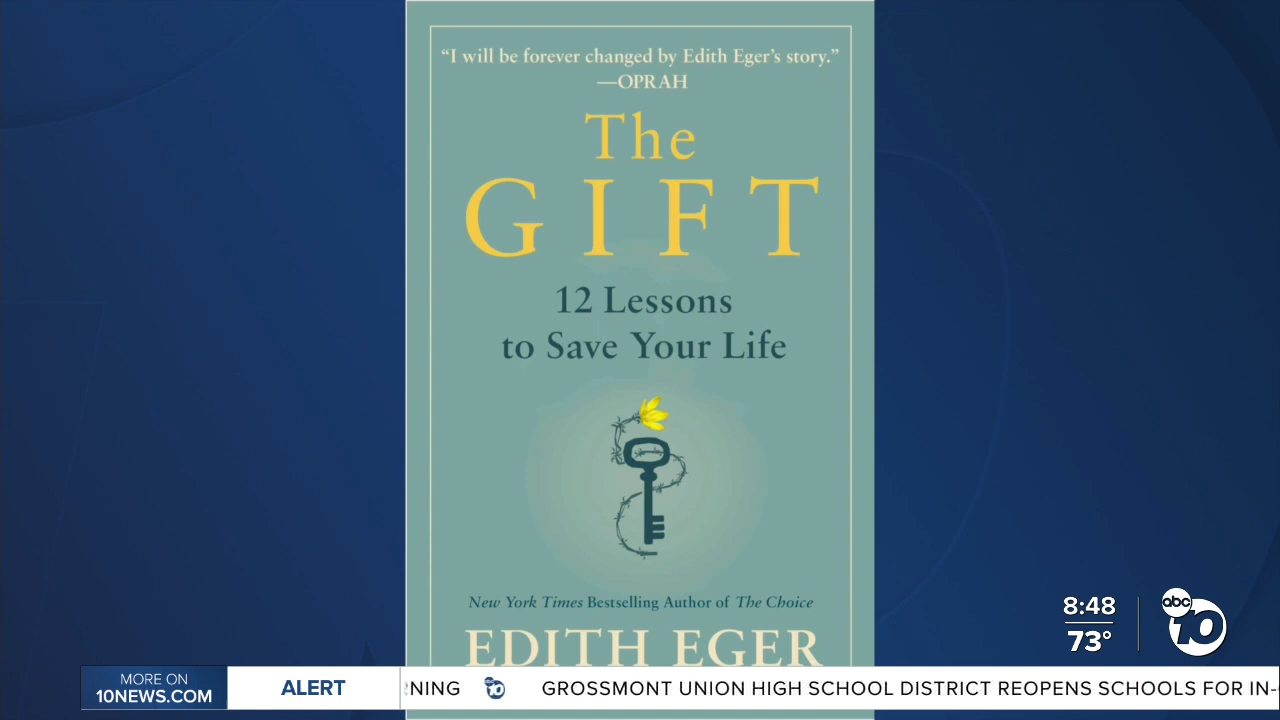 “I will be forever changed by Edith Eger’s story.”
—OPRAH
The
GIFT
12 Lessons
to Save Your Life
New York Times Bestselling Author of The Choice
EDITH EGER
8:48
73°
abc
10
MORE ON
10NEWS.COM
ALERT
NING
GROSSMONT UNION HIGH SCHOOL DISTRICT REOPENS SCHOOLS FOR IN-